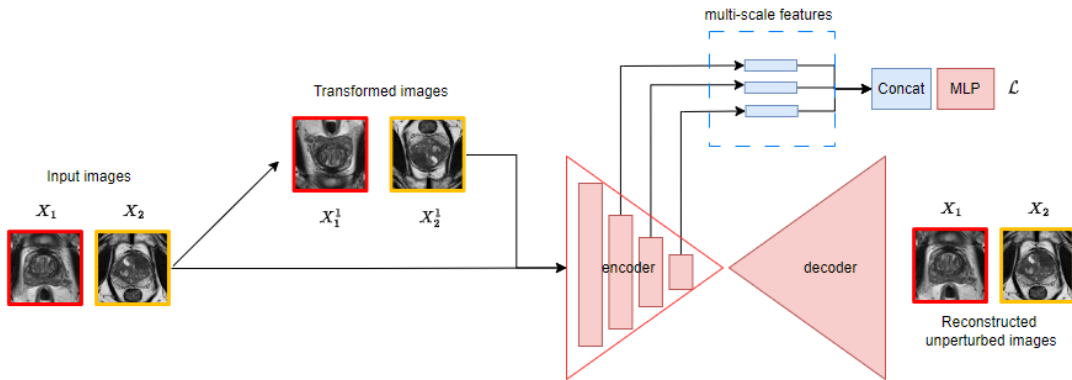 multi-scale features
Concat
MLP
ℒ
Transformed images
X₁¹
X₂¹
Input images
X₁
X₂
encoder
decoder
X₁
X₂
Reconstructed
unperturbed images